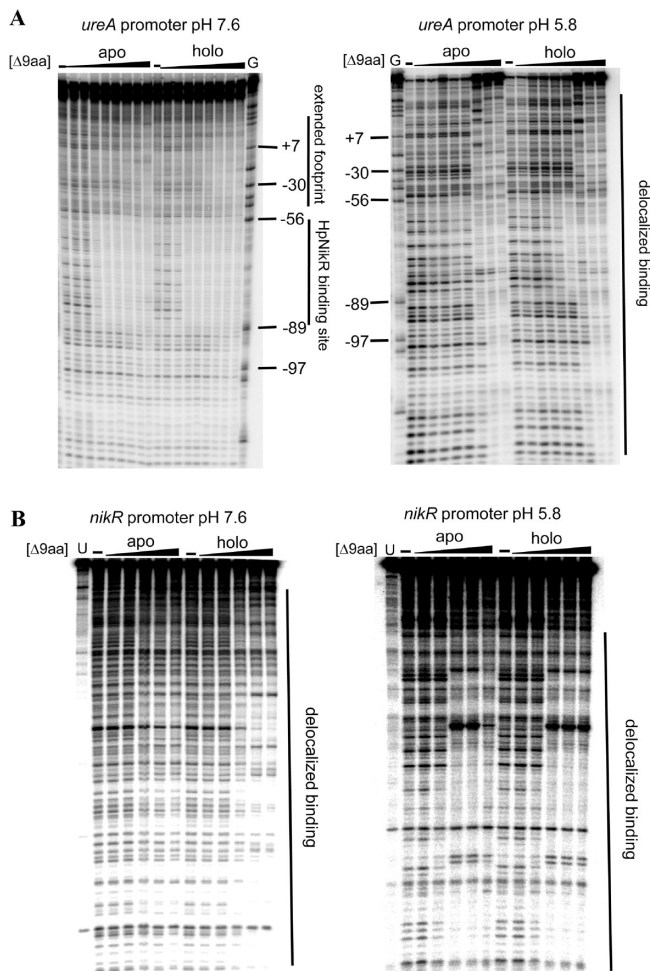 A
ureA promoter pH 7.6
[Δ9aa] - apo - holo G
extended footprint
+7
-30
-56
HpNikR binding site
-89
-97
ureA promoter pH 5.8
[Δ9aa] G - apo - holo
+7
-30
-56
-89
-97
delocalized binding
B
nikR promoter pH 7.6
[Δ9aa] U - apo - holo
delocalized binding
nikR promoter pH 5.8
[Δ9aa] U - apo - holo
delocalized binding